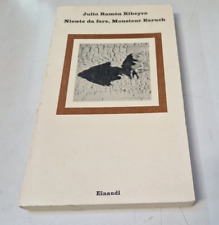 Julio Ramón Ribeyro
Niente da fare, Monsieur Baruch
Einaudi